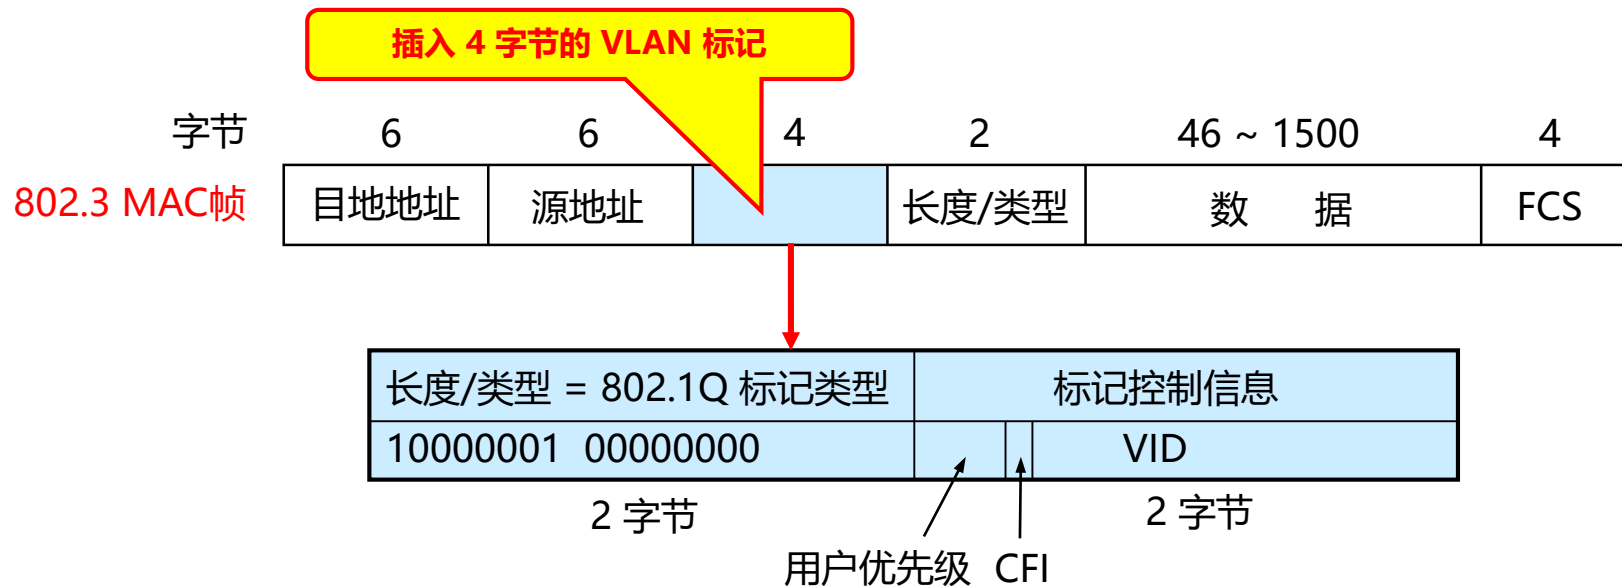 插入 4 字节的 VLAN 标记
字节 6 6 4 2 46 ~ 1500 4
802.3 MAC帧 目地地址 源地址 长度/类型 数 据 FCS
长度/类型 = 802.1Q 标记类型 标记控制信息
10000001 00000000 VID
2 字节 2 字节
用户优先级 CFI